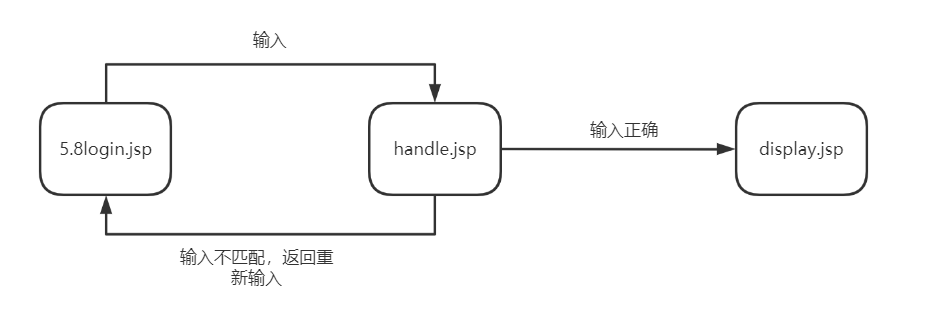 输入
5.8login.jsp
handle.jsp
输入正确
display.jsp
输入不匹配，返回重
新输入